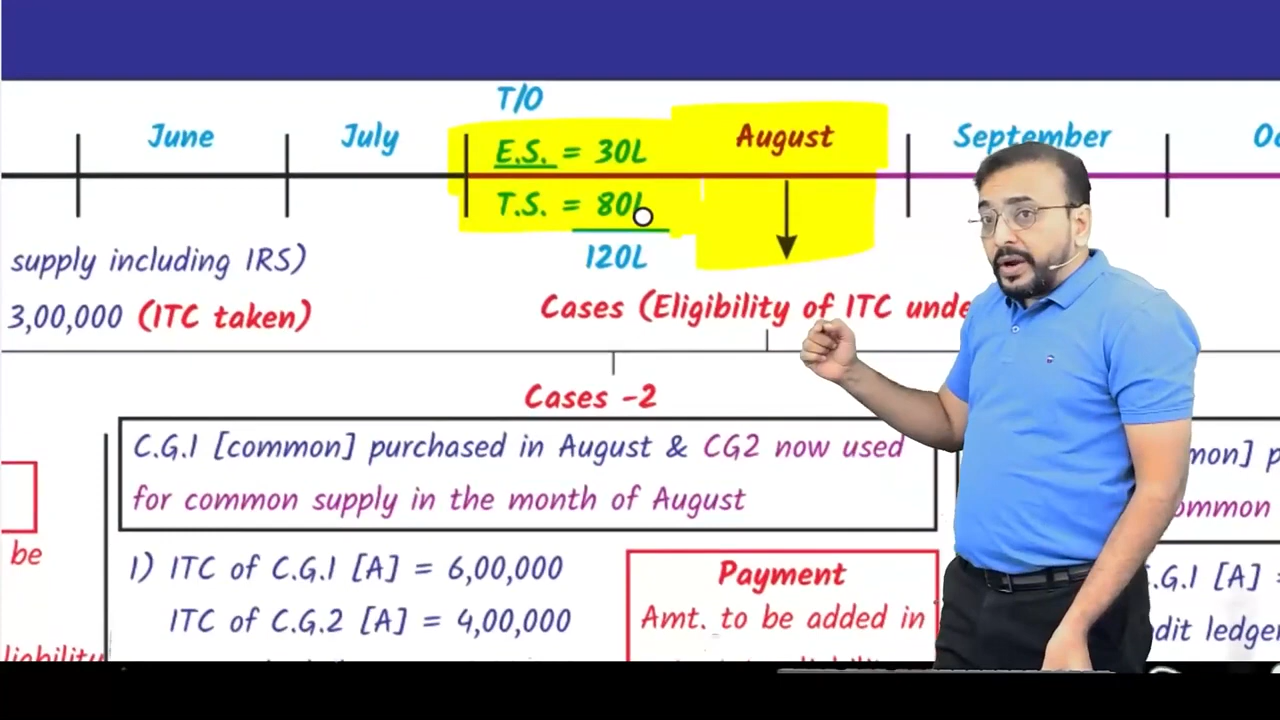 T/O
June July E.S. = 30L August September Oc
T.S. = 80L
120L
supply including IRS)
3,00,000 (ITC taken)
Cases (Eligibility of ITC unde
Cases -2
C.G.1 [common] purchased in August & CG2 now used
for common supply in the month of August
mon] p
ommon
be
1) ITC of C.G.1 [A] = 6,00,000
ITC of C.G.2 [A] = 4,00,000
Payment
Amt. to be added in
.G.1 [A] =
dit ledger
liability